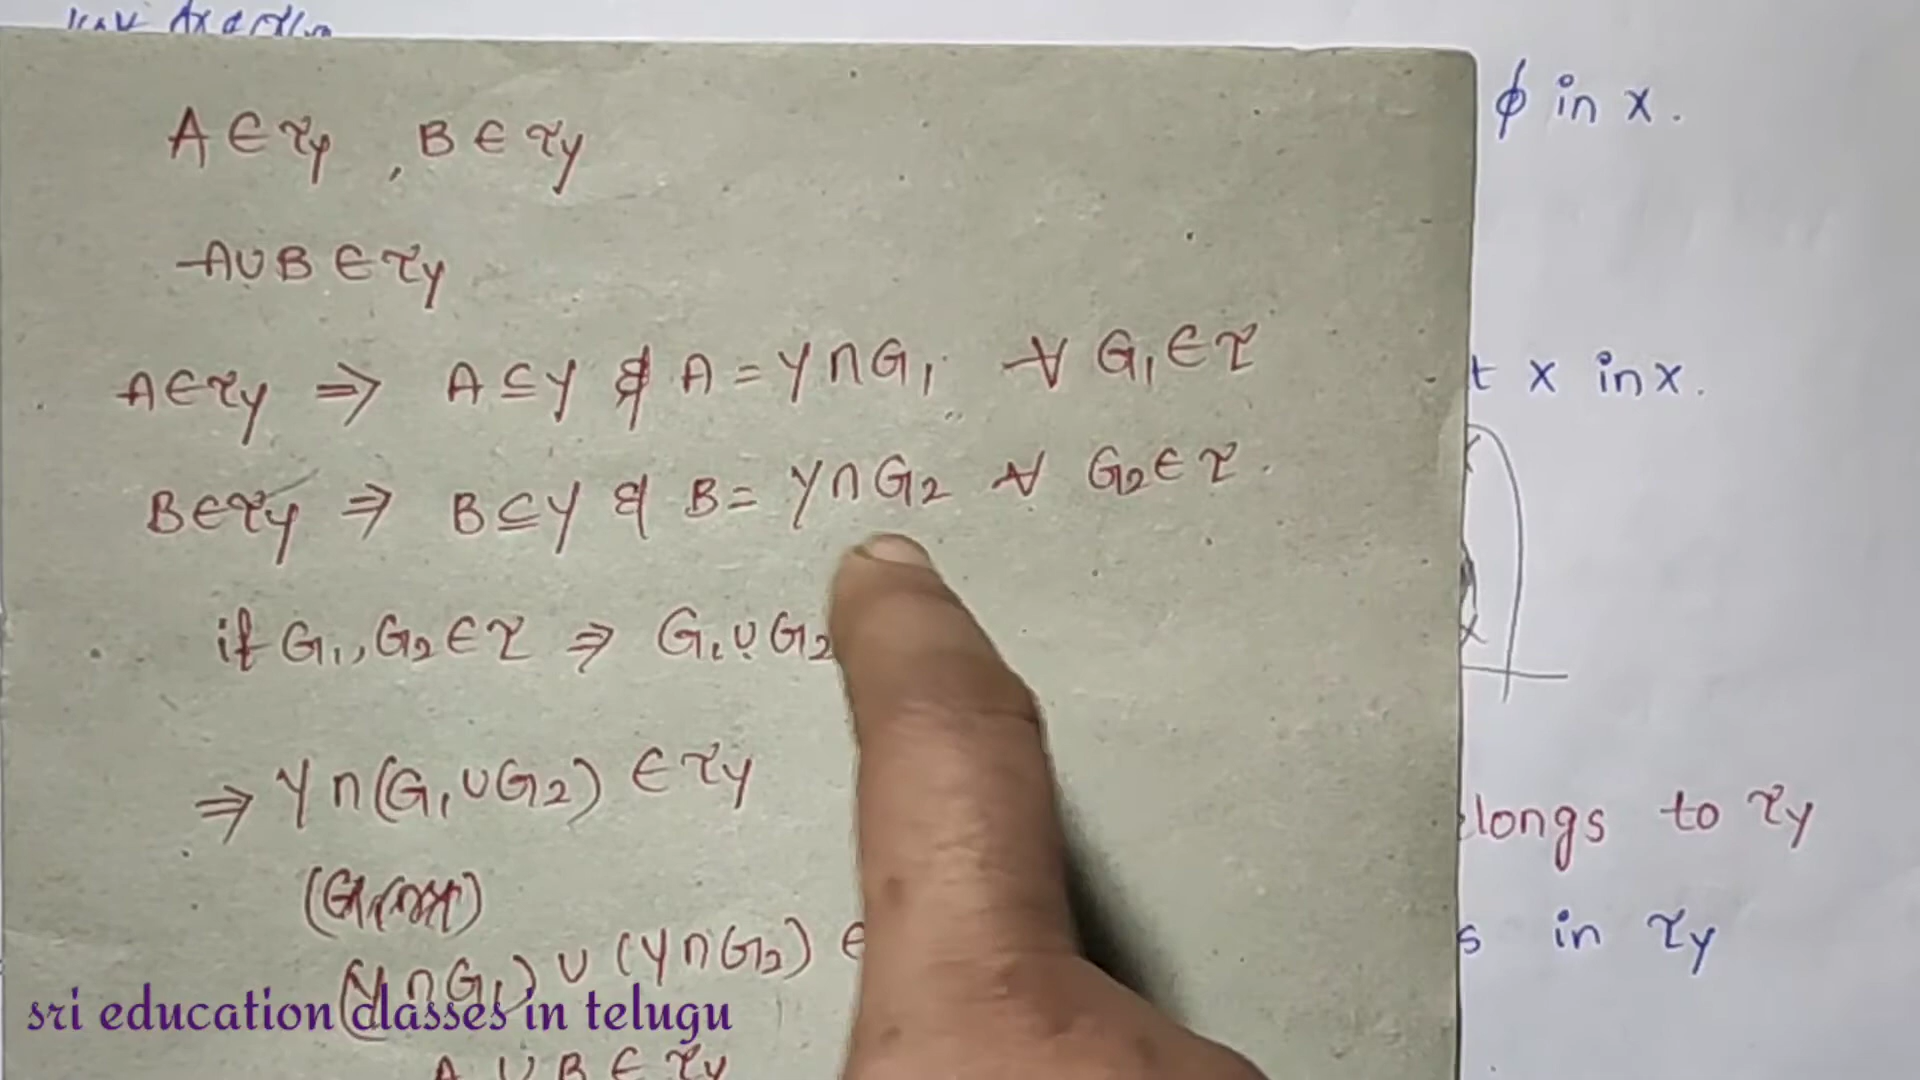 ϕ in x.
A ∈ τy , B ∈ τy
A∪B ∈ τy
A∈τy ⇒ A ⊆ y & A = y∩G₁ ∀ G₁∈τ
t x in x.
B∈τy ⇒ B ⊆ y & B = y∩G₂ ∀ G₂∈τ.
if G₁, G₂ ∈ τ ⇒ G₁∪G₂
⇒ y∩(G₁∪G₂) ∈ τy
longs to τy
(y∩G₁) ∪ (y∩G₂) ∈
s in τy
sri education classes in telugu
A ∪ B ∈ τy